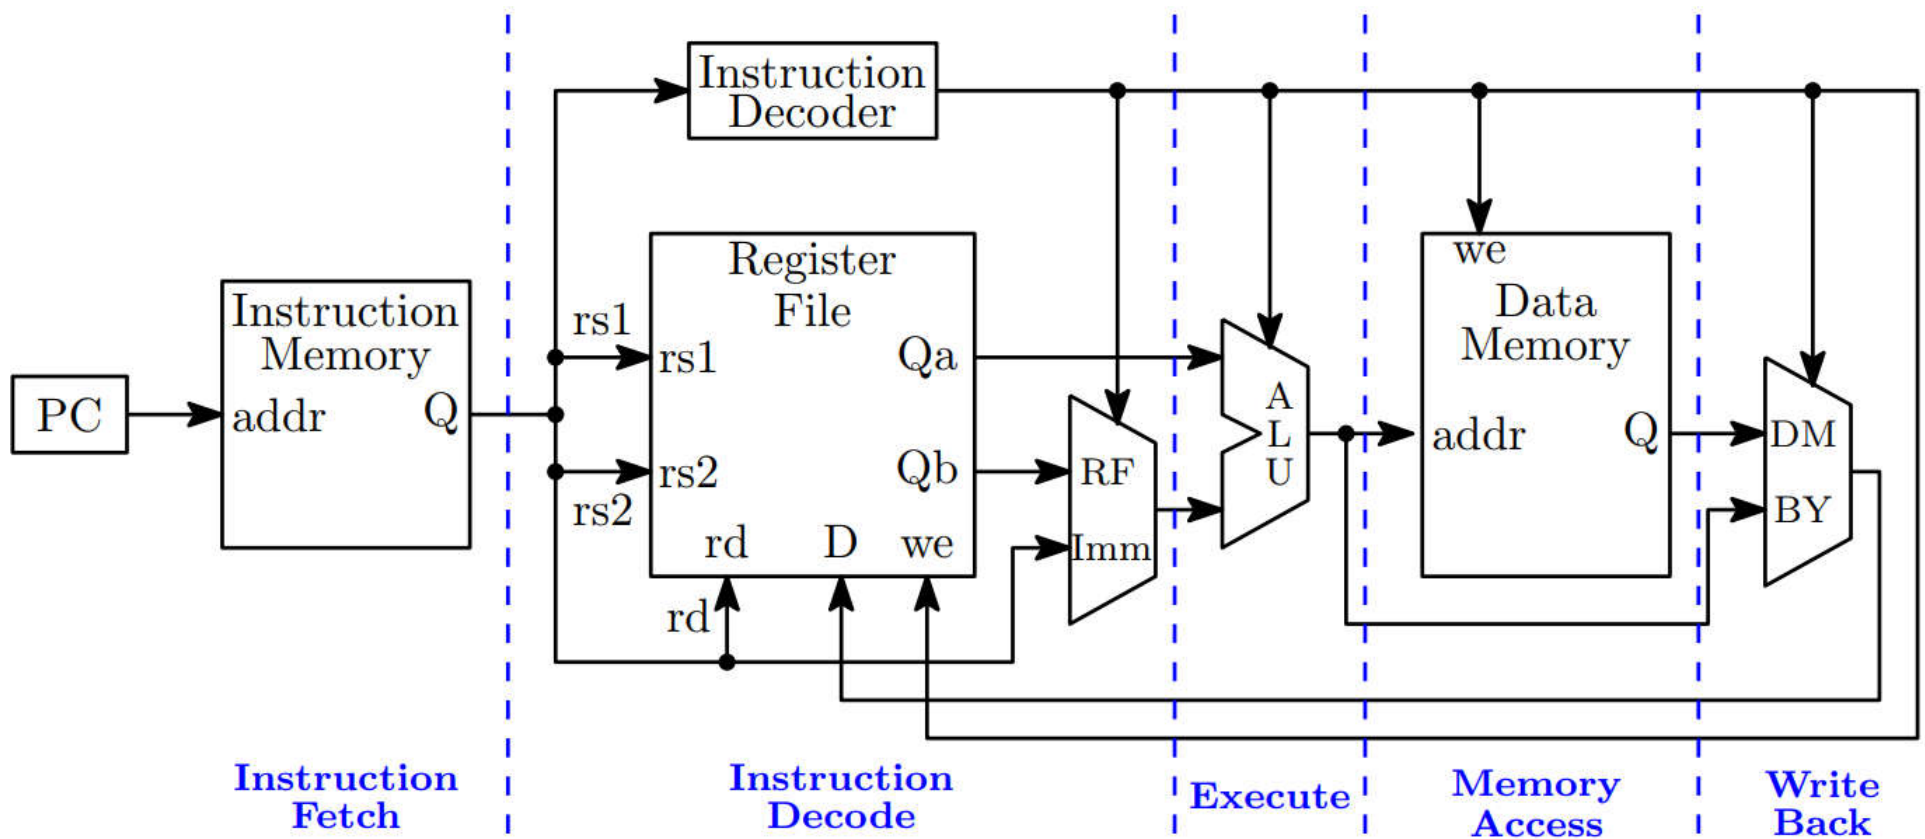 Instruction
Decoder
Register
File
rs1
rs1
Qa
rs2
rs2
Qb
rd
D
we
rd
Instruction
Memory
addr
Q
PC
RF
Imm
A
L
U
we
Data
Memory
addr
Q
DM
BY
Instruction
Fetch
Instruction
Decode
Execute
Memory
Access
Write
Back